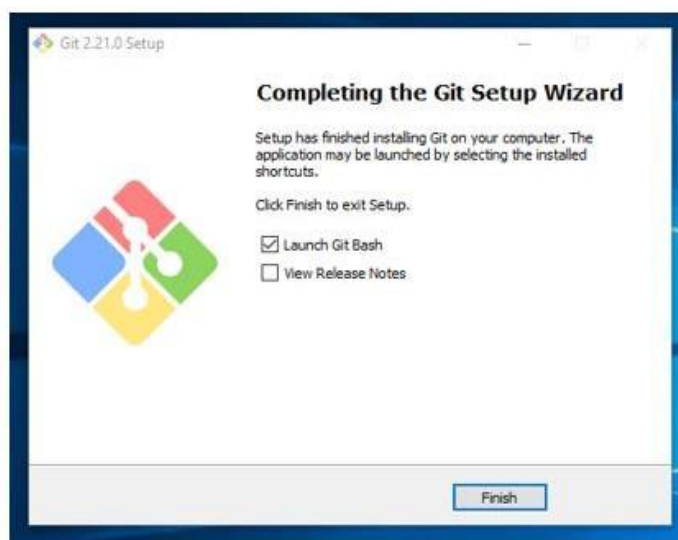 Git 2.21.0 Setup
Completing the Git Setup Wizard
Setup has finished installing Git on your computer. The
application may be launched by selecting the installed
shortcuts.
Click Finish to exit Setup.
Launch Git Bash
View Release Notes
Finish